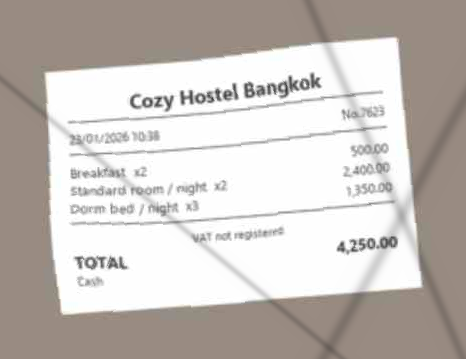 Cozy Hostel Bangkok
23/01/2026 10:38 No.7623
Breakfast x2 500.00
Standard room / night x2 2,400.00
Dorm bed / night x3 1,350.00
VAT not registered
TOTAL 4,250.00
Cash